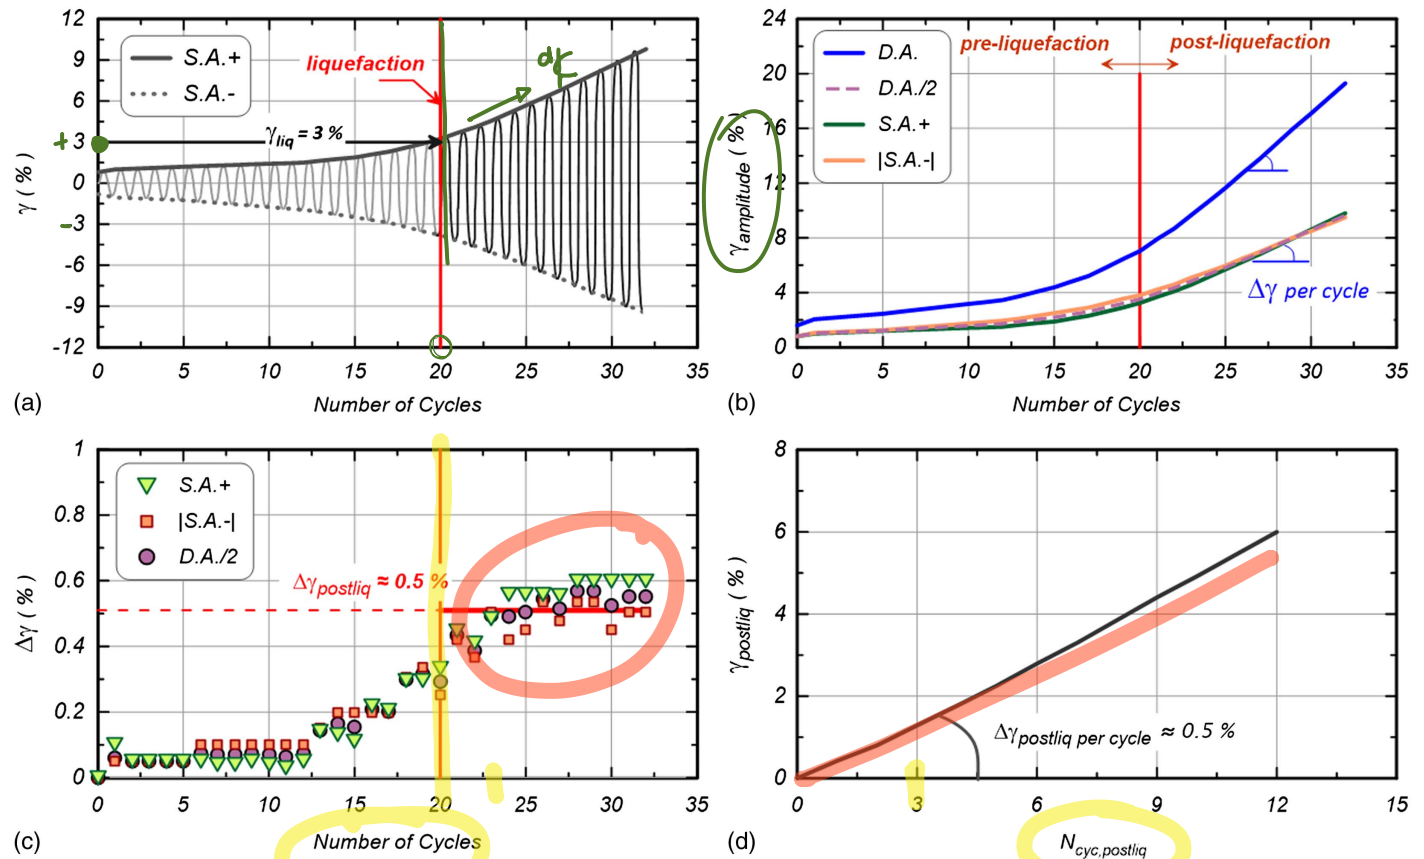 12
9
6
3
0
-3
-6
-9
-12
γ ( % )
S.A.+
S.A.-
liquefaction
γliq = 3 %
+
-
0 5 10 15 20 25 30 35
Number of Cycles
(a)
24
20
16
12
8
4
0
γamplitude ( % )
D.A.
D.A./2
S.A.+
|S.A.-|
pre-liquefaction
post-liquefaction
Δγ per cycle
0 5 10 15 20 25 30 35
Number of Cycles
(b)
1
0.8
0.6
0.4
0.2
0
Δγ ( % )
S.A.+
|S.A.-|
D.A./2
Δγpostliq ≈ 0.5 %
0 5 10 15 20 25 30 35
Number of Cycles
(c)
8
6
4
2
0
γpostliq ( % )
Δγpostliq per cycle ≈ 0.5 %
0 3 6 9 12 15
Ncyc,postliq
(d)